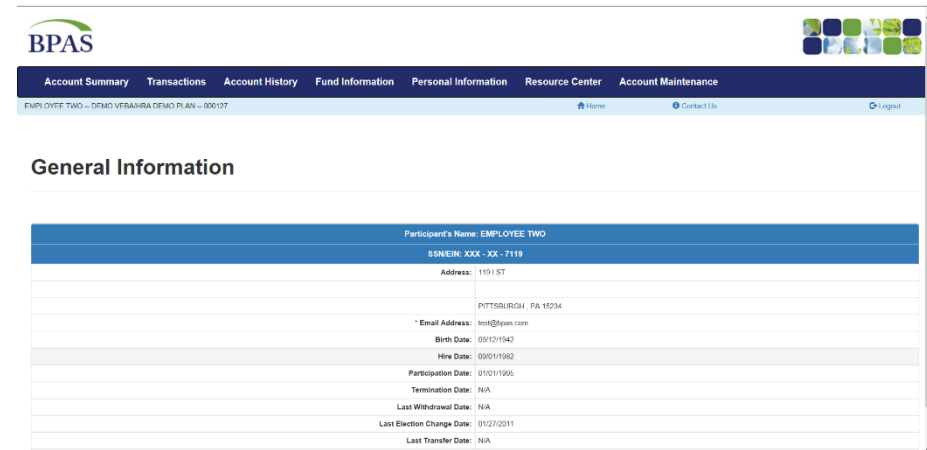 BPAS
Account Summary Transactions Account History Fund Information Personal Information Resource Center Account Maintenance
EMPLOYEE TWO -- DEMO VEBA/HRA DEMO PLAN -- 000127 Home Contact Us Logout
General Information
Participant's Name: EMPLOYEE TWO
SSN/EIN: XXX - XX - 7119
Address: 119 I ST
PITTSBURGH , PA 15234
* Email Address: test@bpas.com
Birth Date: 09/12/1942
Hire Date: 09/01/1982
Participation Date: 01/01/1995
Termination Date: N/A
Last Withdrawal Date: N/A
Last Election Change Date: 01/27/2011
Last Transfer Date: N/A